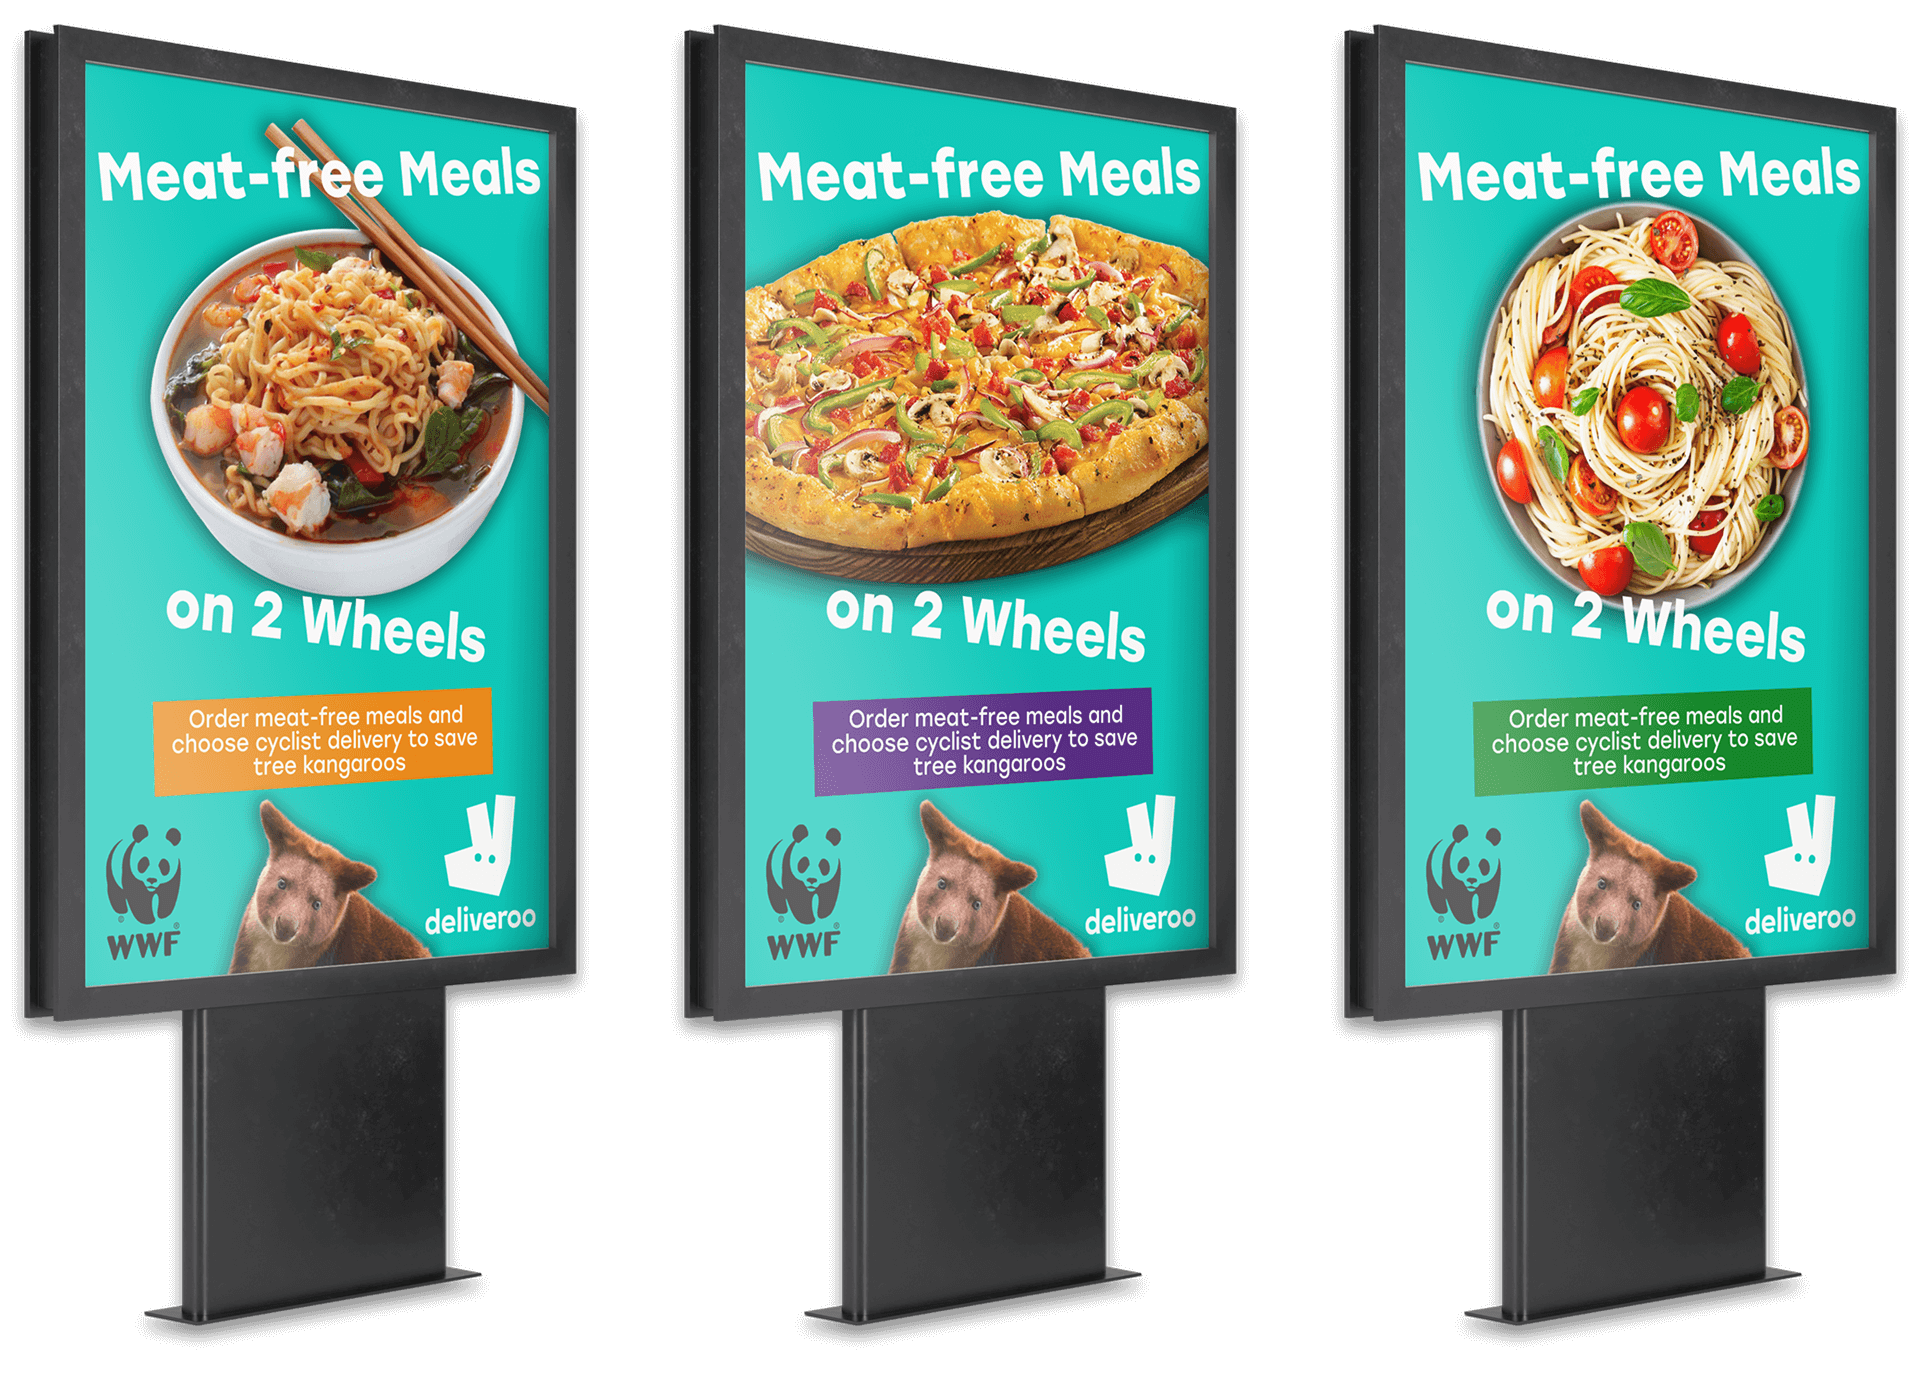 Meat-free Meals
on 2 Wheels
Order meat-free meals and
choose cyclist delivery to save
tree kangaroos
WWF
deliveroo
Meat-free Meals
on 2 Wheels
Order meat-free meals and
choose cyclist delivery to save
tree kangaroos
WWF
deliveroo
Meat-free Meals
on 2 Wheels
Order meat-free meals and
choose cyclist delivery to save
tree kangaroos
WWF
deliveroo